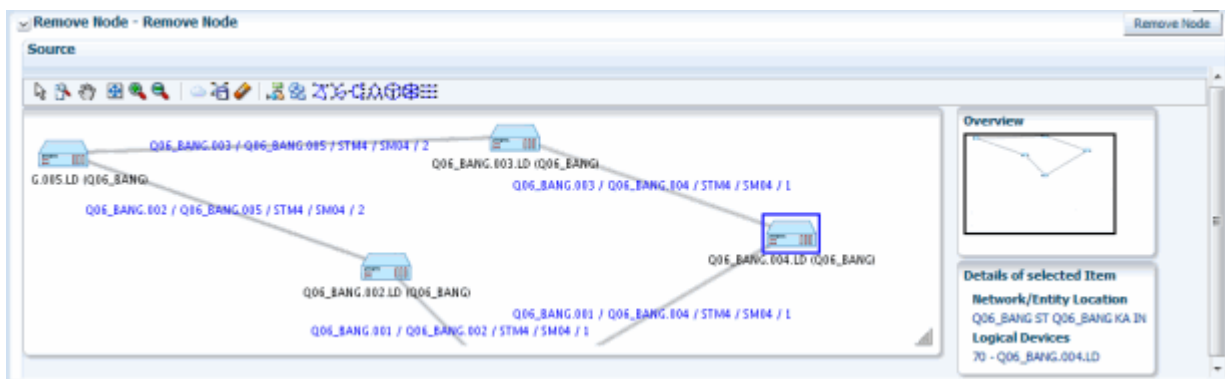 Remove Node - Remove Node
Remove Node
Source
Overview
Q06_BANG.003 / Q06_BANG.005 / STM4 / SM04 / 2
Q06_BANG.003.LD (Q06_BANG)
G.005.LD (Q06_BANG)
Q06_BANG.003 / Q06_BANG.004 / STM4 / SM04 / 1
Q06_BANG.002 / Q06_BANG.005 / STM4 / SM04 / 2
Q06_BANG.004.LD (Q06_BANG)
Q06_BANG.002.LD (Q06_BANG)
Q06_BANG.001 / Q06_BANG.004 / STM4 / SM04 / 1
Q06_BANG.001 / Q06_BANG.002 / STM4 / SM04 / 1
Details of selected Item
Network/Entity Location
Q06_BANG ST Q06_BANG KA IN
Logical Devices
70 - Q06_BANG.004.LD